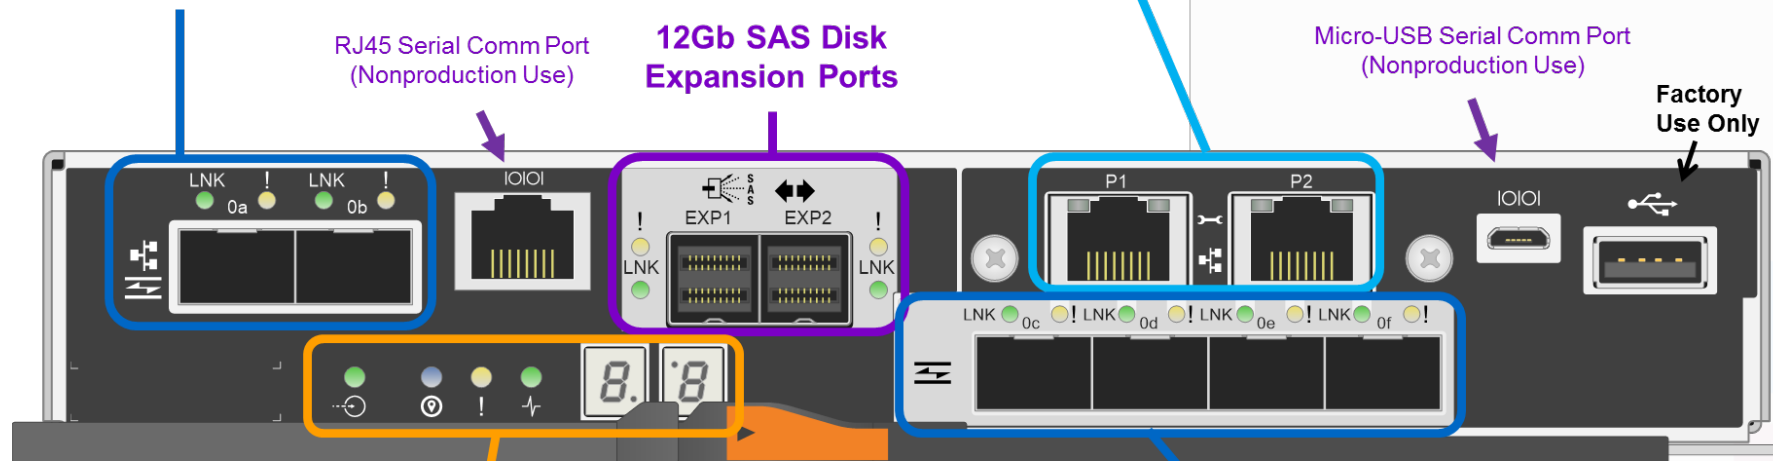 RJ45 Serial Comm Port
(Nonproduction Use)
12Gb SAS Disk
Expansion Ports
Micro-USB Serial Comm Port
(Nonproduction Use)
Factory
Use Only
LNK ! LNK !
0a 0b
IOIOI
SAS
EXP1 EXP2
! !
LNK LNK
P1 P2
IOIOI
LNK 0c ! LNK 0d ! LNK 0e ! LNK 0f !
8. .8
!